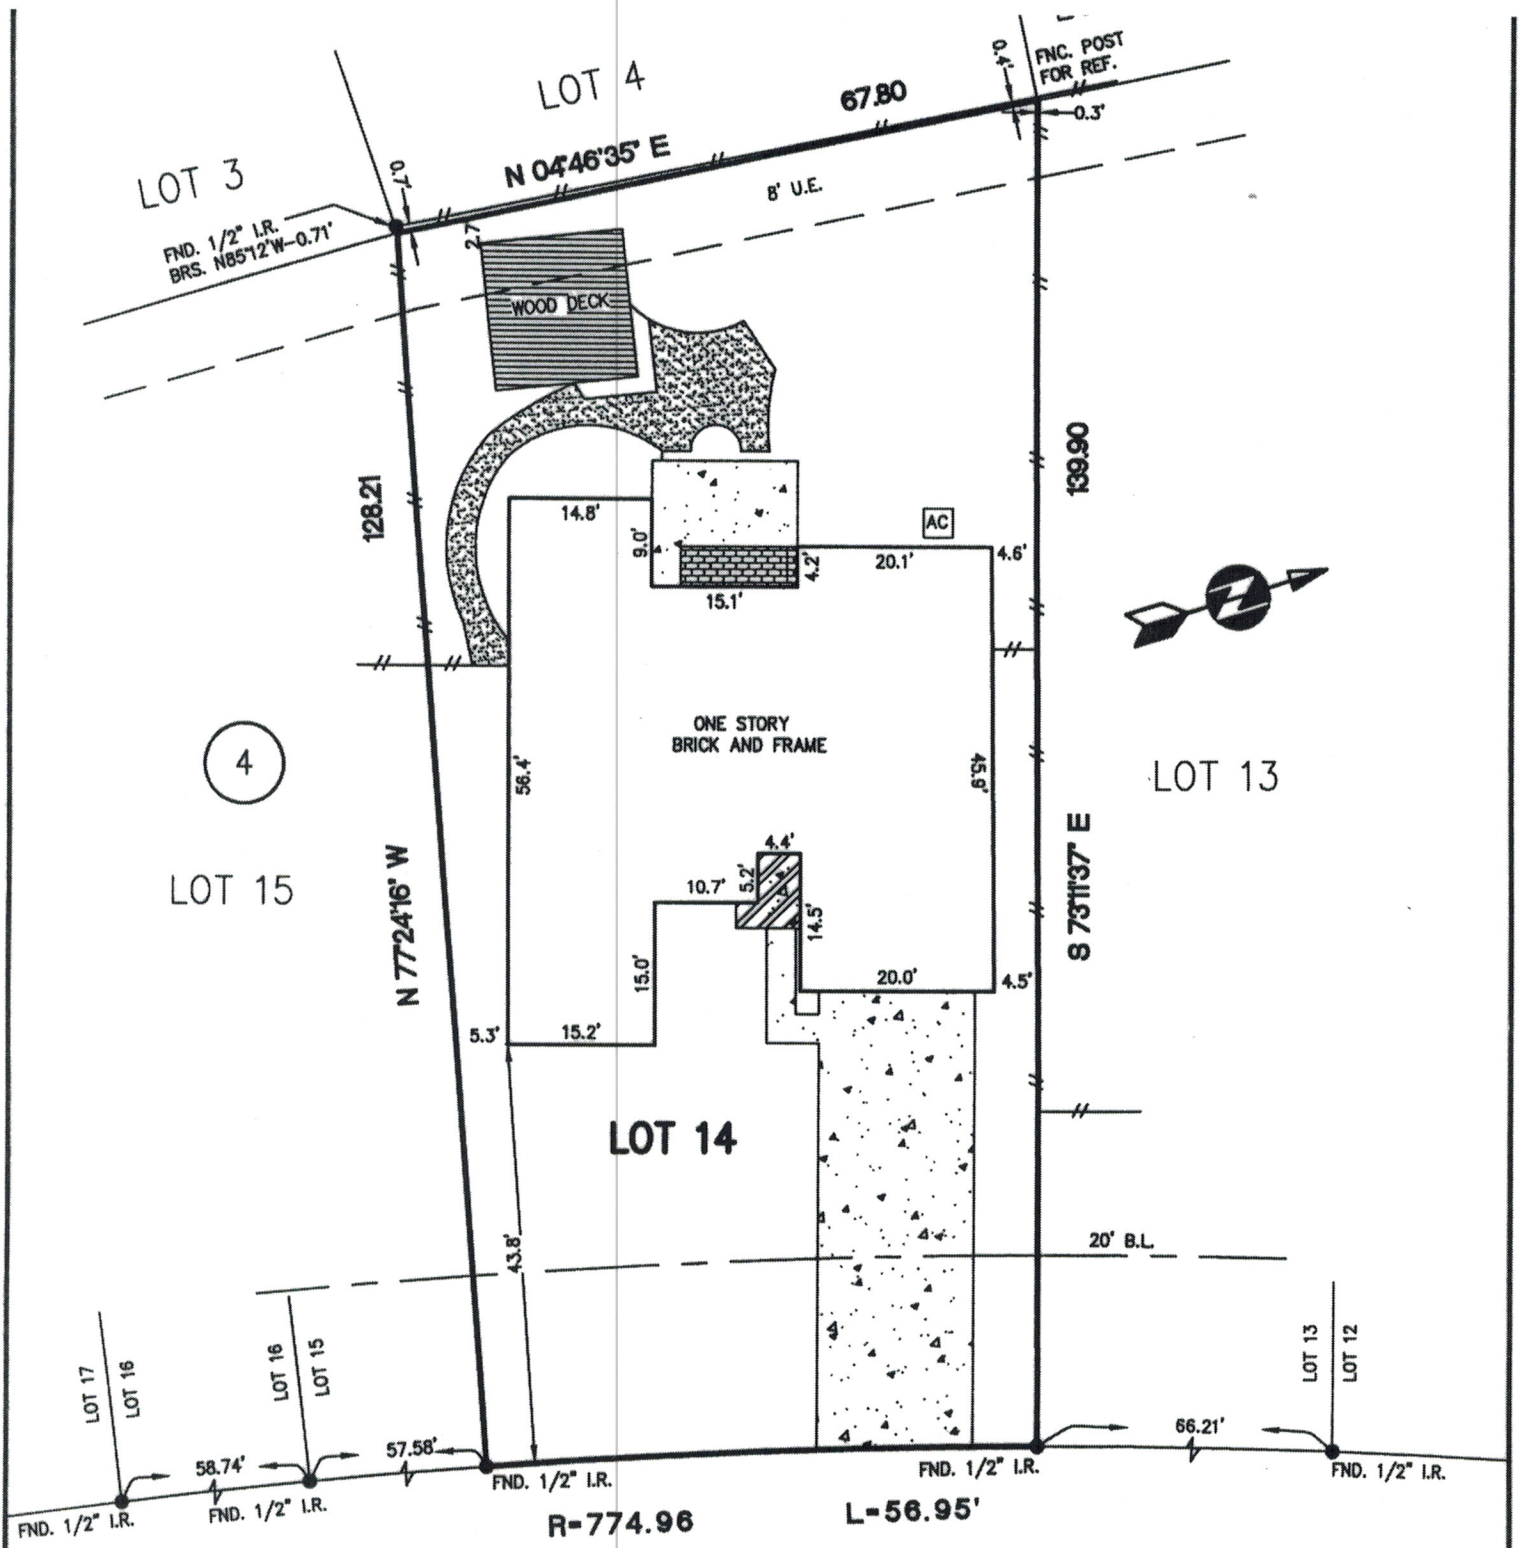 FNC. POST
FOR REF.
0.4'
LOT 4
67.80
0.3'
N 04°46'35" E
LOT 3
0.7'
8' U.E.
FND. 1/2" I.R.
BRS. N85°12'W-0.71'
2.7'
WOOD DECK
128.21
139.90
14.8'
9.0'
AC
4.6'
20.1'
4.2'
15.1'
ONE STORY
BRICK AND FRAME
4
56.4'
45.9'
LOT 13
LOT 15
4.4'
5.2'
10.7'
14.5'
N 77°24'16" W
S 73°11'37" E
15.0'
20.0'
4.5'
5.3'
15.2'
LOT 14
43.8'
20' B.L.
LOT 17
LOT 16
LOT 16
LOT 15
LOT 13
LOT 12
58.74'
57.58'
66.21'
FND. 1/2" I.R.
FND. 1/2" I.R.
FND. 1/2" I.R.
FND. 1/2" I.R.
FND. 1/2" I.R.
R=774.96
L=56.95'